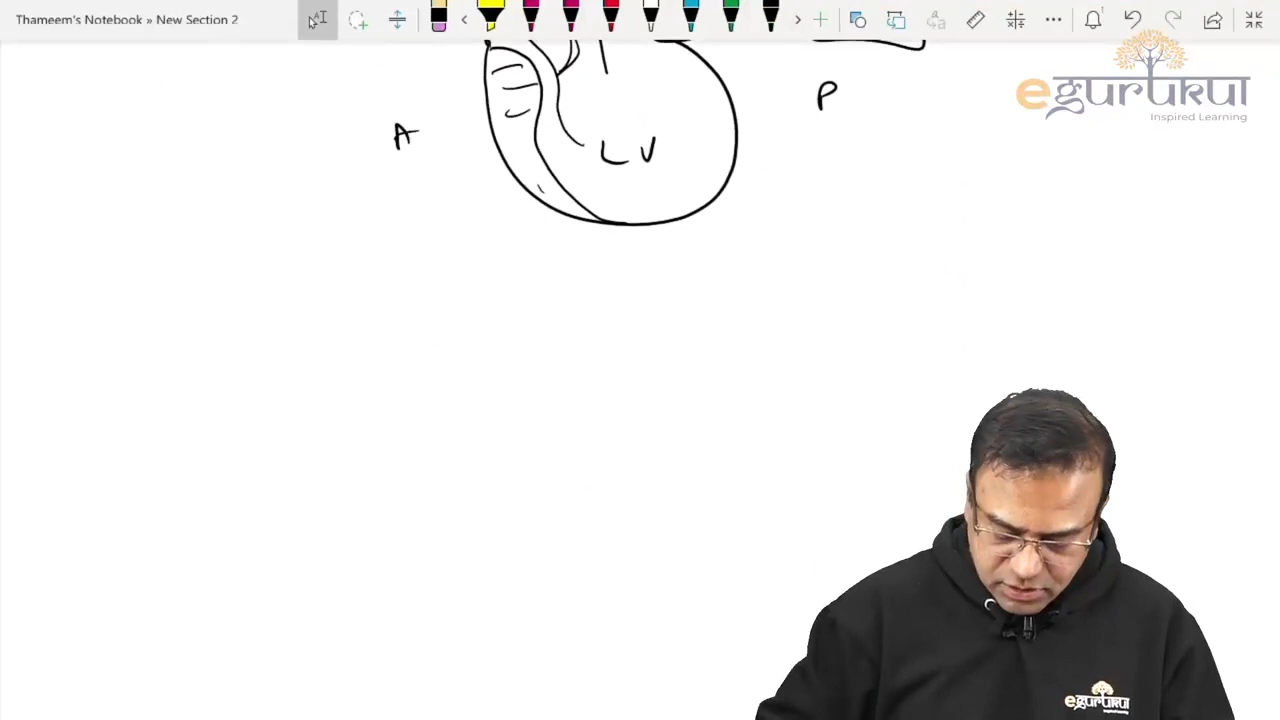 Thameem's Notebook » New Section 2
egurukul
Inspired Learning
P
A
LV
egurukul